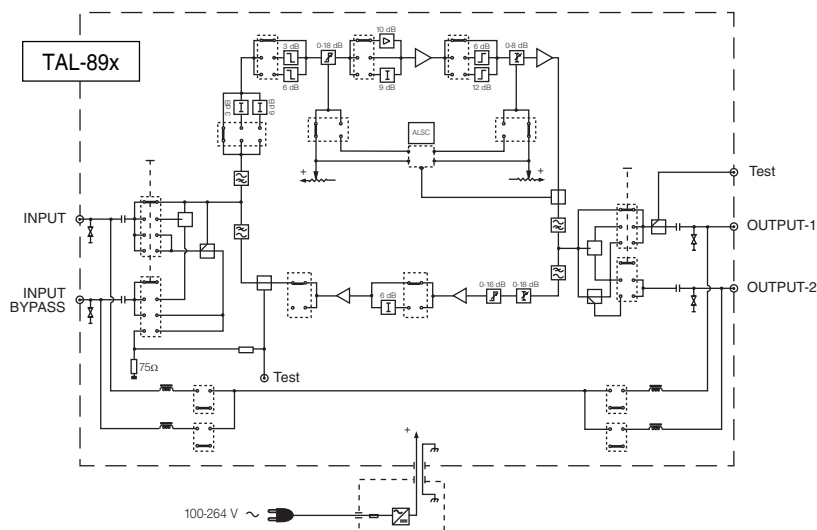 TAL-89x
10 dB
3 dB
0-18 dB
6 dB
0-8 dB
6 dB
9 dB
12 dB
3 dB
6 dB
ALSC
+
+
Test
INPUT
OUTPUT-1
INPUT
BYPASS
OUTPUT-2
0-16 dB
0-18 dB
6 dB
75Ω
Test
+
100-264 V